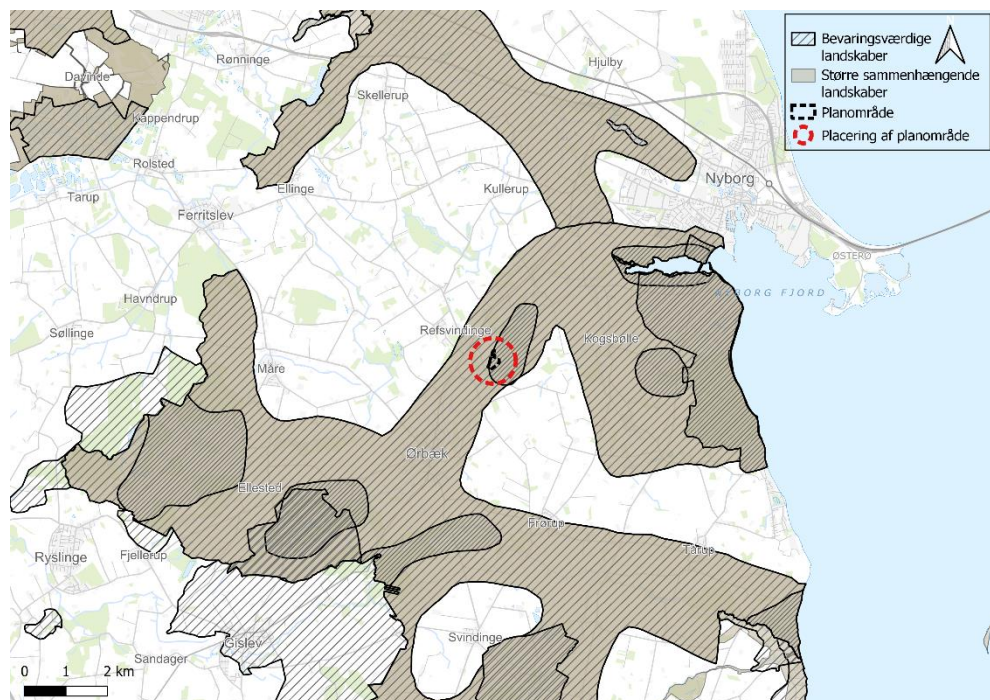 Bevaringsværdige
landskaber
Større sammenhængende
landskaber
Planområde
Placering af planområde
Rønninge
Hjulby
Davinde
Skellerup
Kappendrup
Rolsted
Nyborg
Tarup
Ellinge
Kullerup
Ferritslev
ØSTERØ
NYBORG FJORD
Havndrup
Søllinge
Refsvindinge
Kogsbølle
Måre
Ørbæk
Ellested
Frørup
Tårup
Ryslinge
Fjellerup
Svindinge
Gislev
Sandager
0 1 2 km